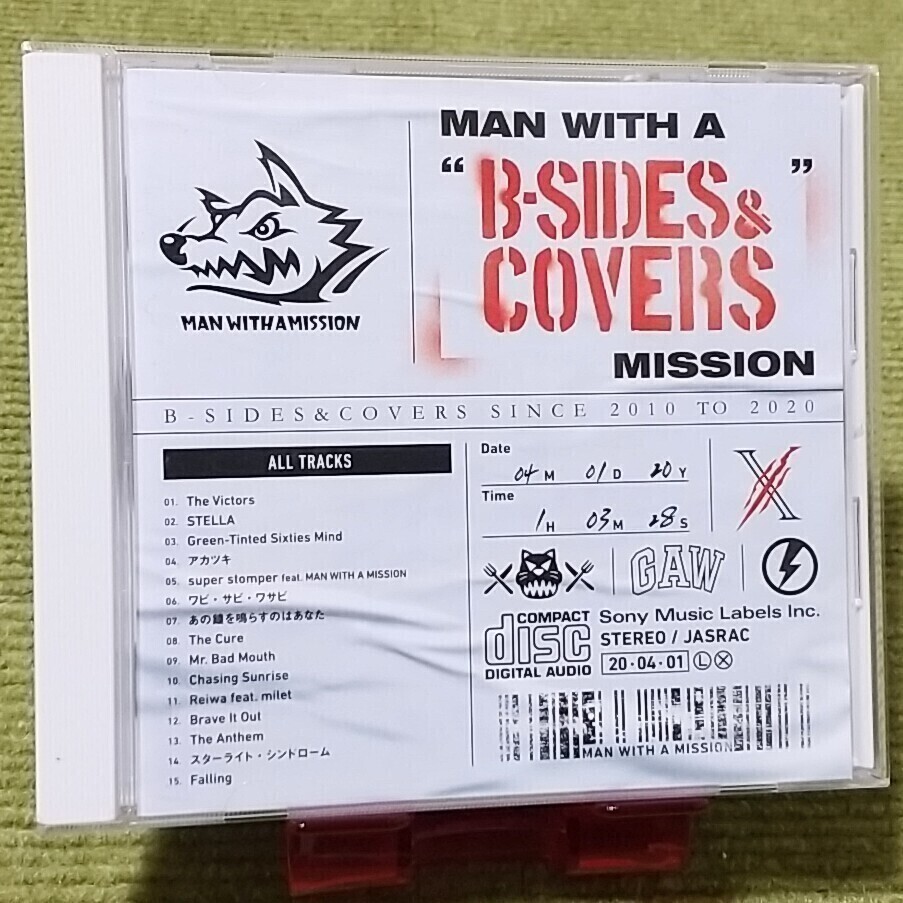 MAN WITH A
“B-SIDES&
COVERS”
MISSION
MAN WITH A MISSION
B-SIDES&COVERS SINCE 2010 TO 2020
ALL TRACKS
01. The Victors
02. STELLA
03. Green-Tinted Sixties Mind
04. アカツキ
05. super stomper feat. MAN WITH A MISSION
06. ワビ・サビ・ワサビ
07. あの鐘を鳴らすのはあなた
08. The Cure
09. Mr. Bad Mouth
10. Chasing Sunrise
11. Reiwa feat. milet
12. Brave It Out
13. The Anthem
14. スターライト・シンドローム
15. Falling
Date
04 M 01 D 20 Y
Time
1 H 03 M 28 S
X
GAW
COMPACT
disc
DIGITAL AUDIO
Sony Music Labels Inc.
STEREO / JASRAC
20・04・01 Ⓛ Ⓧ
MAN WITH A MISSION